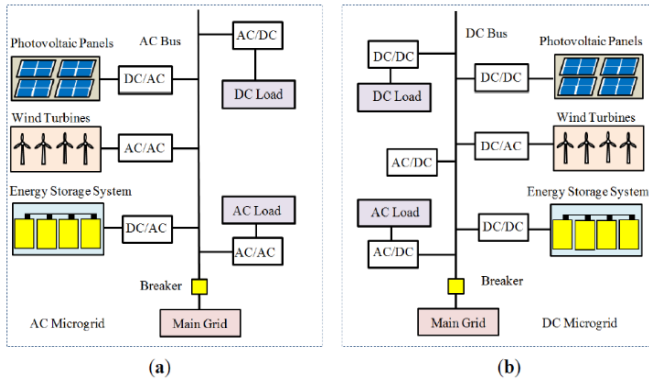 Photovoltaic Panels
AC Bus
AC/DC
DC/AC
DC Load
Wind Turbines
AC/AC
Energy Storage System
AC Load
DC/AC
AC/AC
Breaker
AC Microgrid
Main Grid
(a)
DC Bus
Photovoltaic Panels
DC/DC
DC/DC
DC Load
Wind Turbines
DC/AC
AC/DC
Energy Storage System
AC Load
DC/DC
AC/DC
Breaker
Main Grid
DC Microgrid
(b)